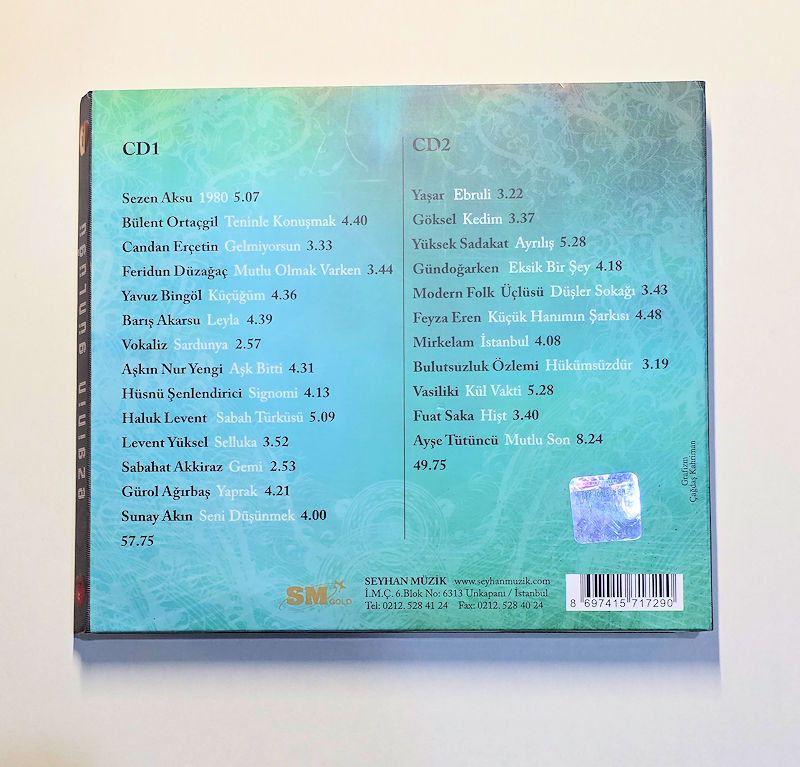 CD1
Sezen Aksu 1980 5.07
Bülent Ortaçgil Teninle Konuşmak 4.40
Candan Erçetin Gelmiyorsun 3.33
Feridun Düzağaç Mutlu Olmak Varken 3.44
Yavuz Bingöl Küçüğüm 4.36
Barış Akarsu Leyla 4.39
Vokaliz Sardunya 2.57
Aşkın Nur Yengi Aşk Bitti 4.31
Hüsnü Şenlendirici Signomi 4.13
Haluk Levent Sabah Türküsü 5.09
Levent Yüksel Selluka 3.52
Sabahat Akkiraz Gemi 2.53
Gürol Ağırbaş Yaprak 4.21
Sunay Akın Seni Düşünmek 4.00
57.75
CD2
Yaşar Ebruli 3.22
Göksel Kedim 3.37
Yüksek Sadakat Ayrılış 5.28
Gündoğarken Eksik Bir Şey 4.18
Modern Folk Üçlüsü Düşler Sokağı 3.43
Feyza Eren Küçük Hanımın Şarkısı 4.48
Mirkelam İstanbul 4.08
Bulutsuzluk Özlemi Hükümsüzdür 3.19
Vasiliki Kül Vakti 5.28
Fuat Saka Hişt 3.40
Ayşe Tütüncü Mutlu Son 8.24
49.75
Grafizm
Çağdaş Kahriman
SM GOLD
SEYHAN MÜZİK www.seyhanmuzik.com
İ.M.Ç. 6.Blok No: 6313 Unkapanı / İstanbul
Tel: 0212. 528 41 24 Fax: 0212. 528 40 24
8 697415 717290